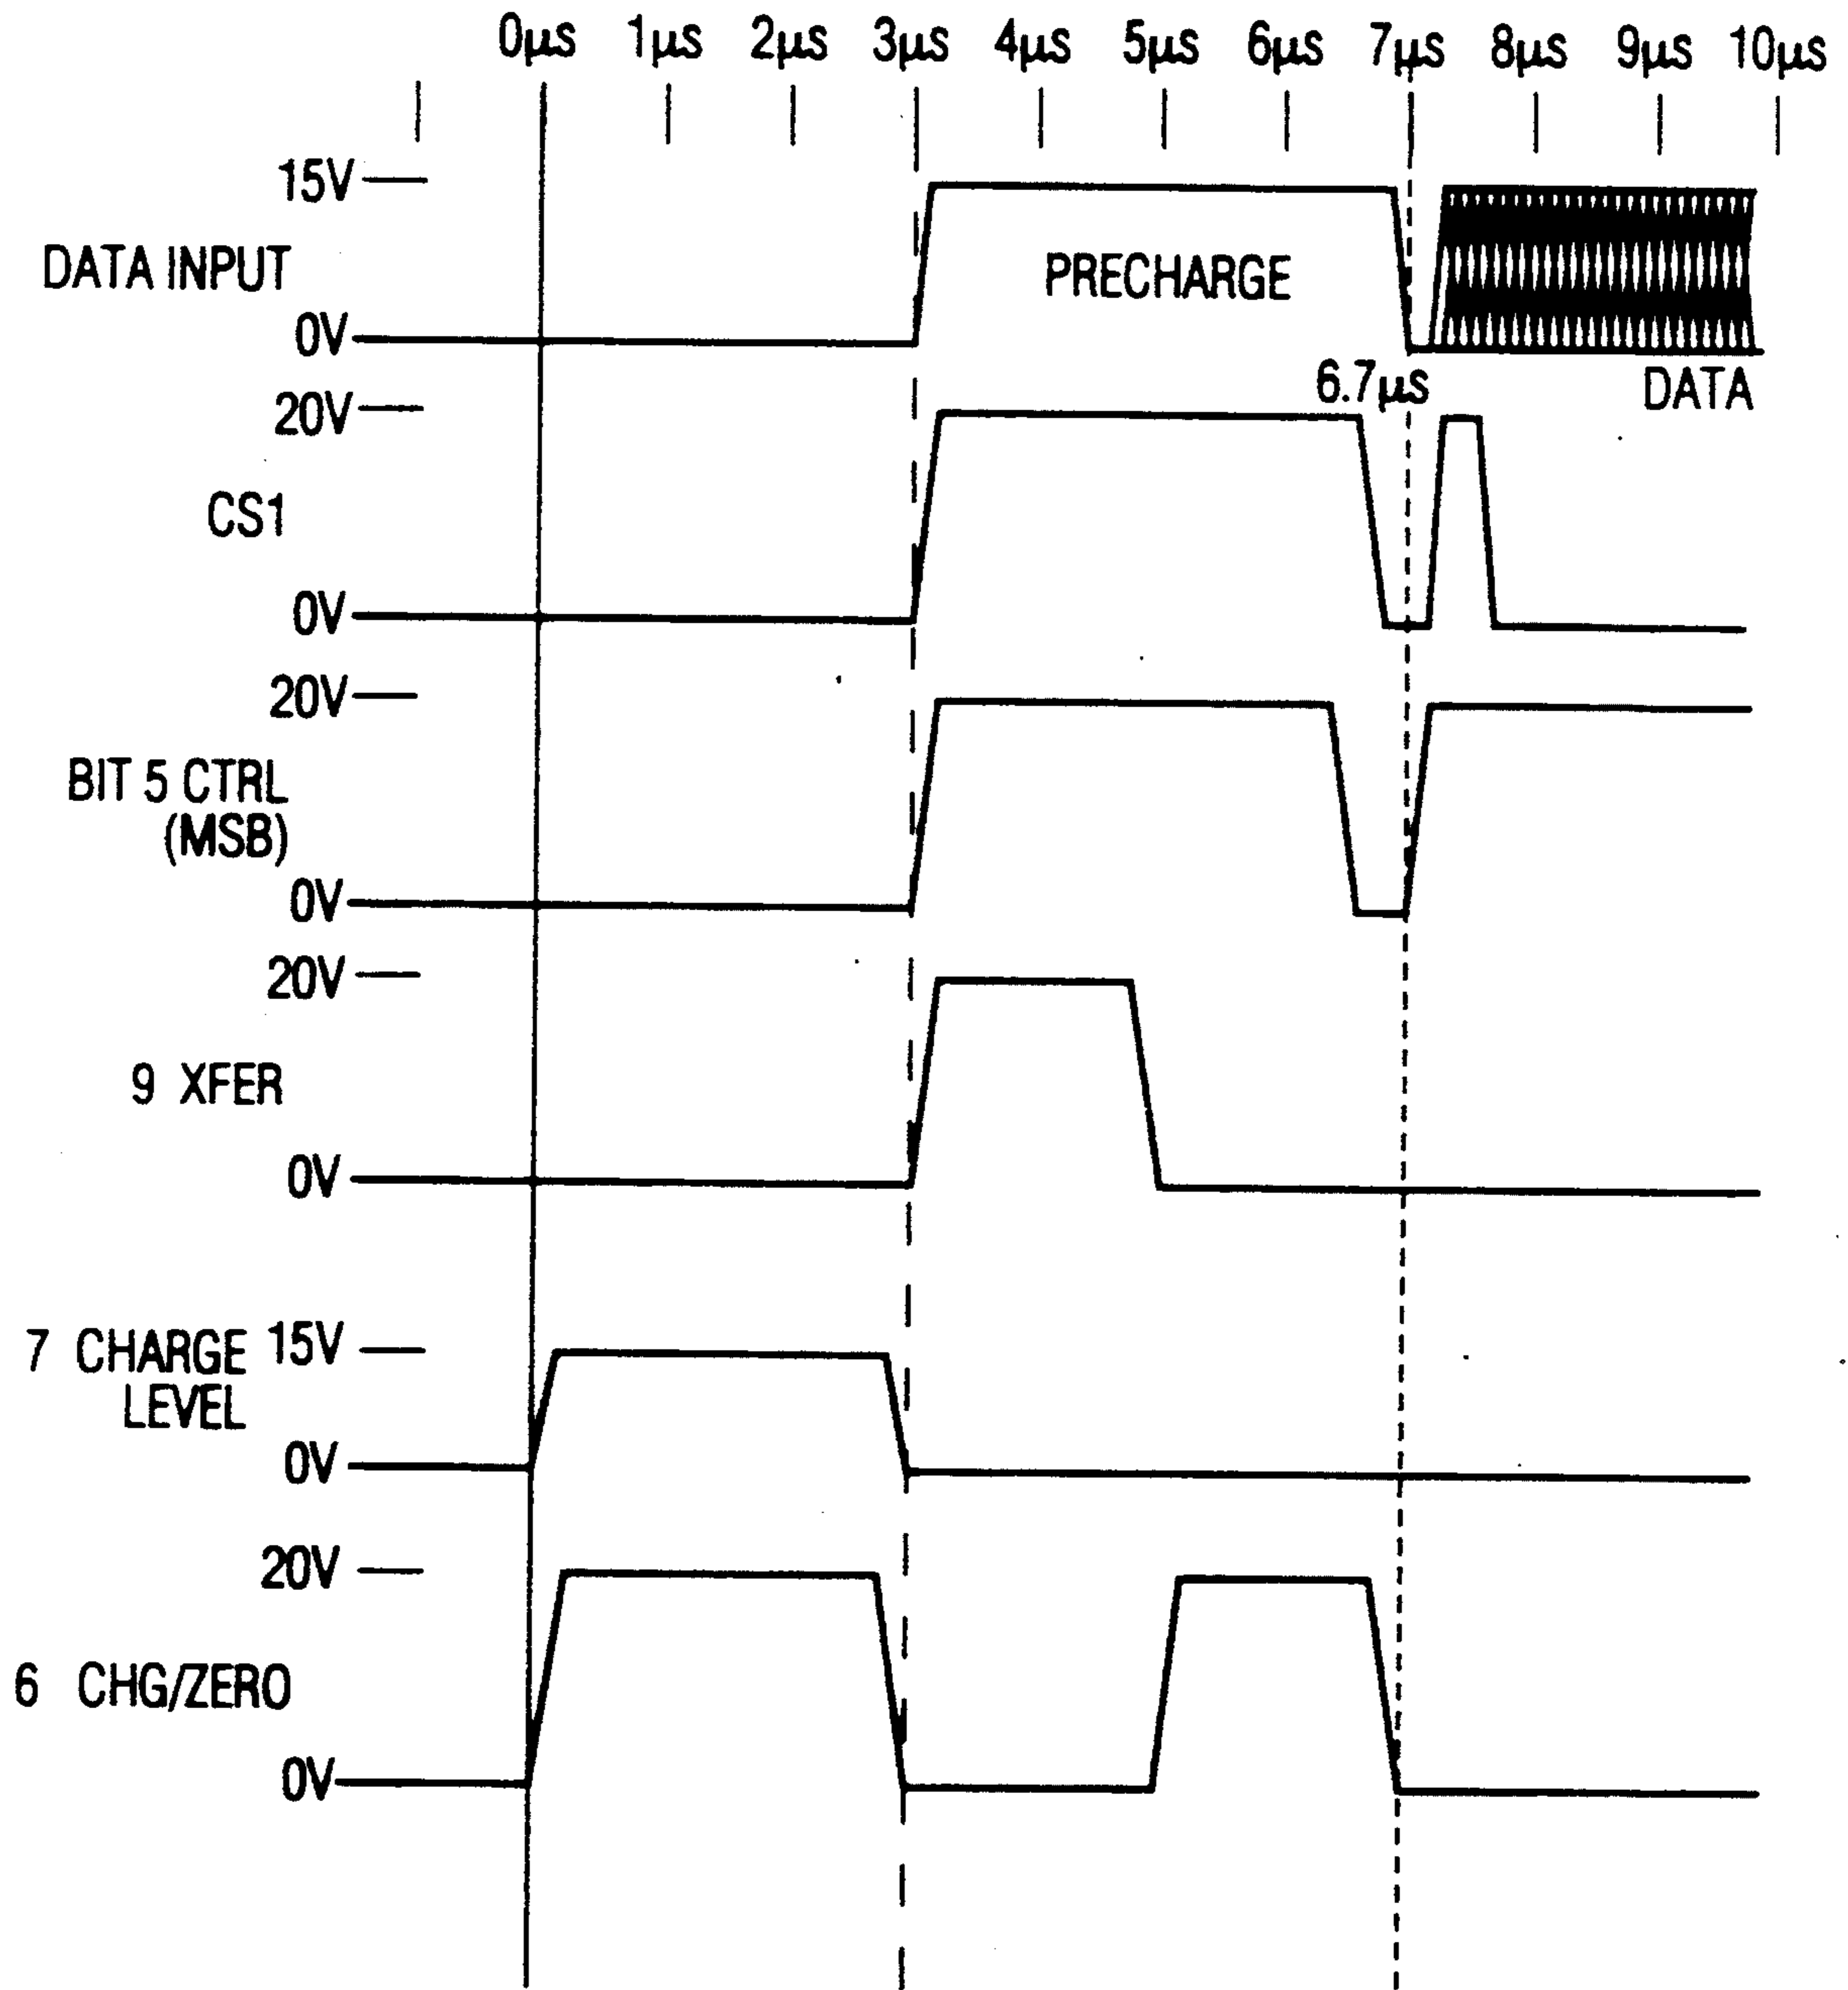 0µs 1µs 2µs 3µs 4µs 5µs 6µs 7µs 8µs 9µs 10µs
15V
DATA INPUT
PRECHARGE
0V
6.7µs
DATA
20V
CS1
0V
20V
BIT 5 CTRL
(MSB)
0V
20V
9 XFER
0V
7 CHARGE 15V
LEVEL
0V
20V
6 CHG/ZERO
0V